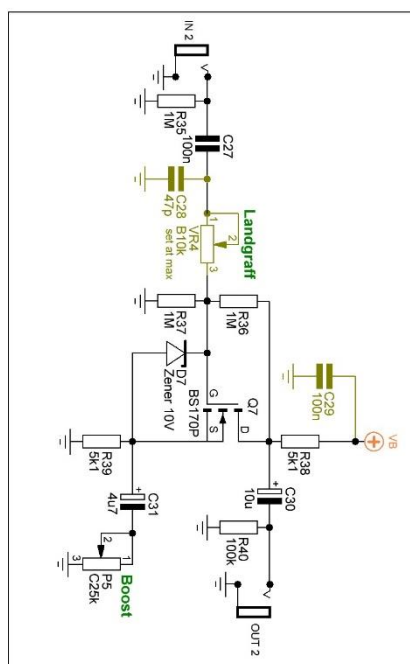 IN 2
R35
1M
C27
100n
C28
47p
Landgraff
1
2
3
VR4
B10k
set at max
R37
1M
R36
1M
D7
Zener 10V
Q7
BS170P
G
S
D
C29
100n
VB
R39
5k1
R38
5k1
+
C31
4u7
+
C30
10u
R40
100k
2
1
3
P5
C25k
Boost
OUT 2